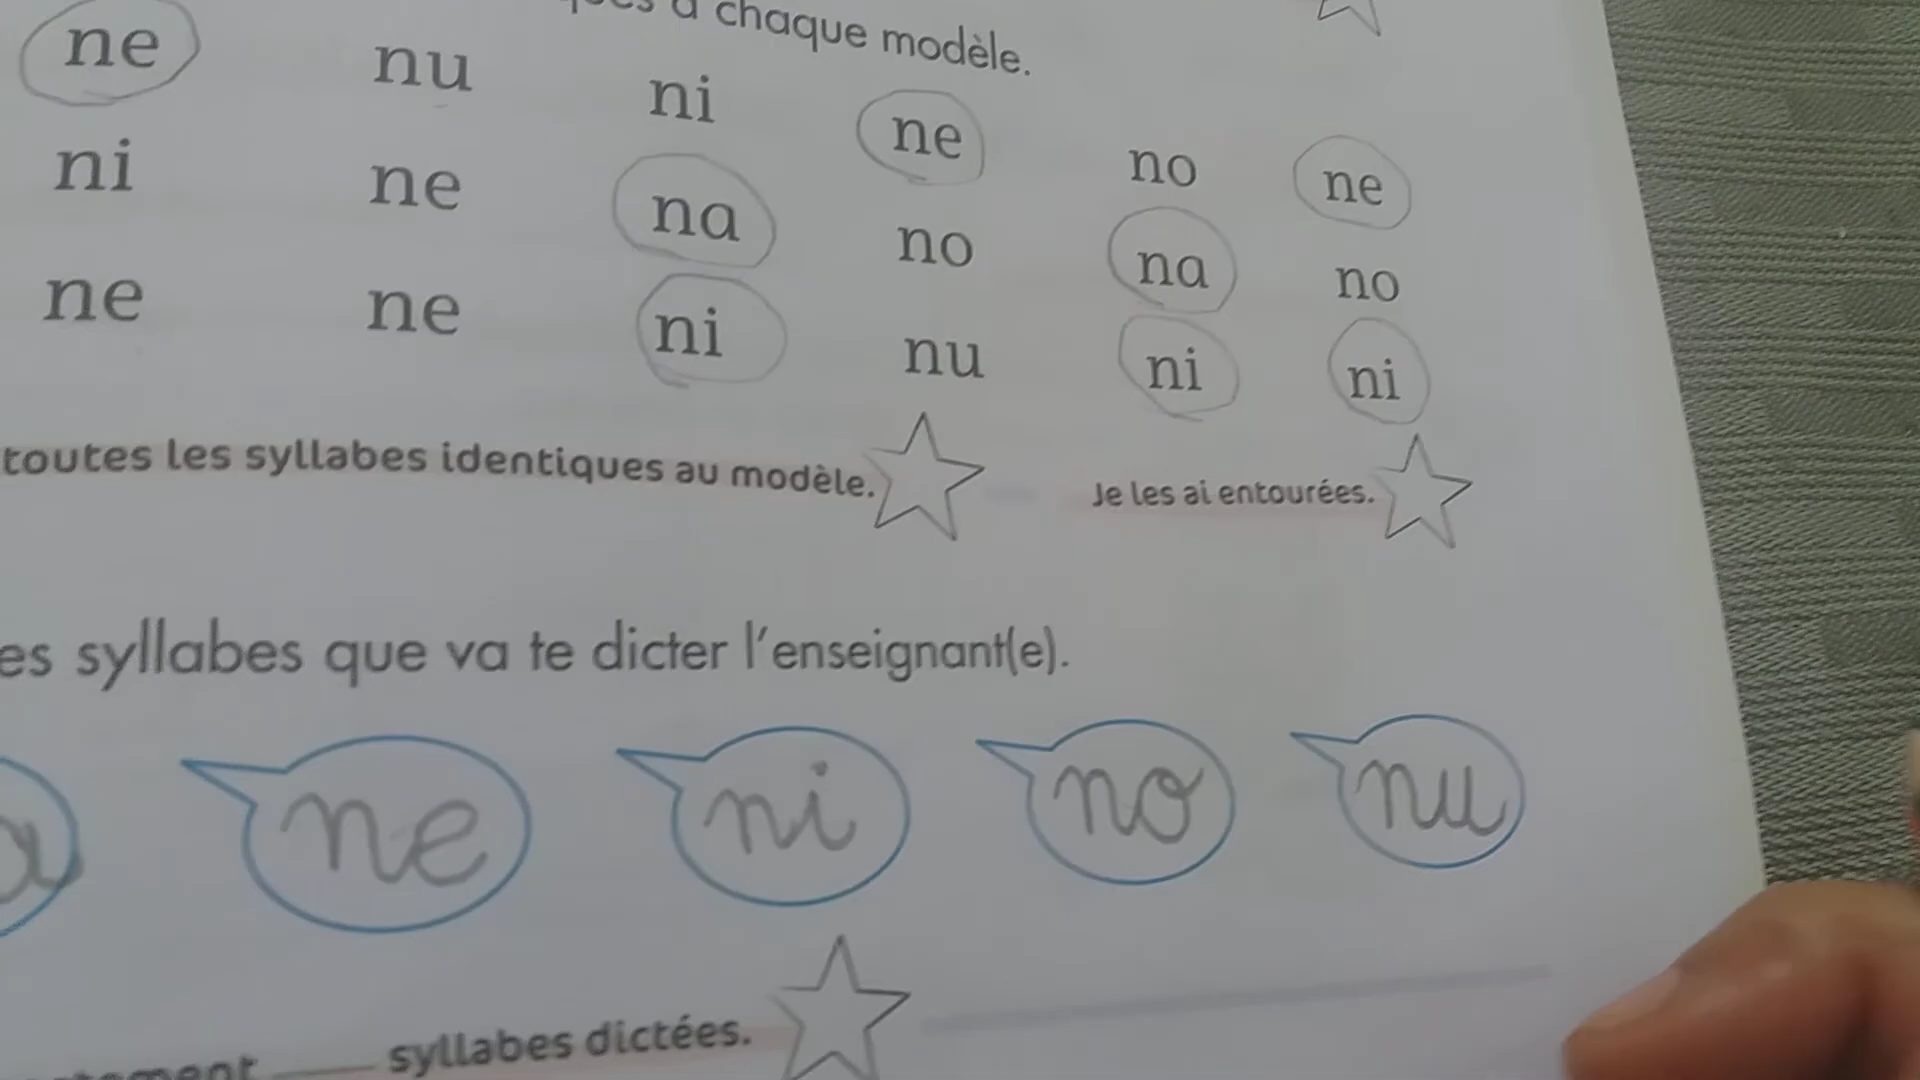 à chaque modèle.
ne nu ni ne no ne
ni ne na no na no
ne ne ni nu ni ni
toutes les syllabes identiques au modèle. Je les ai entourées.
es syllabes que va te dicter l'enseignant(e).
a ne ni no nu
syllabes dictées.